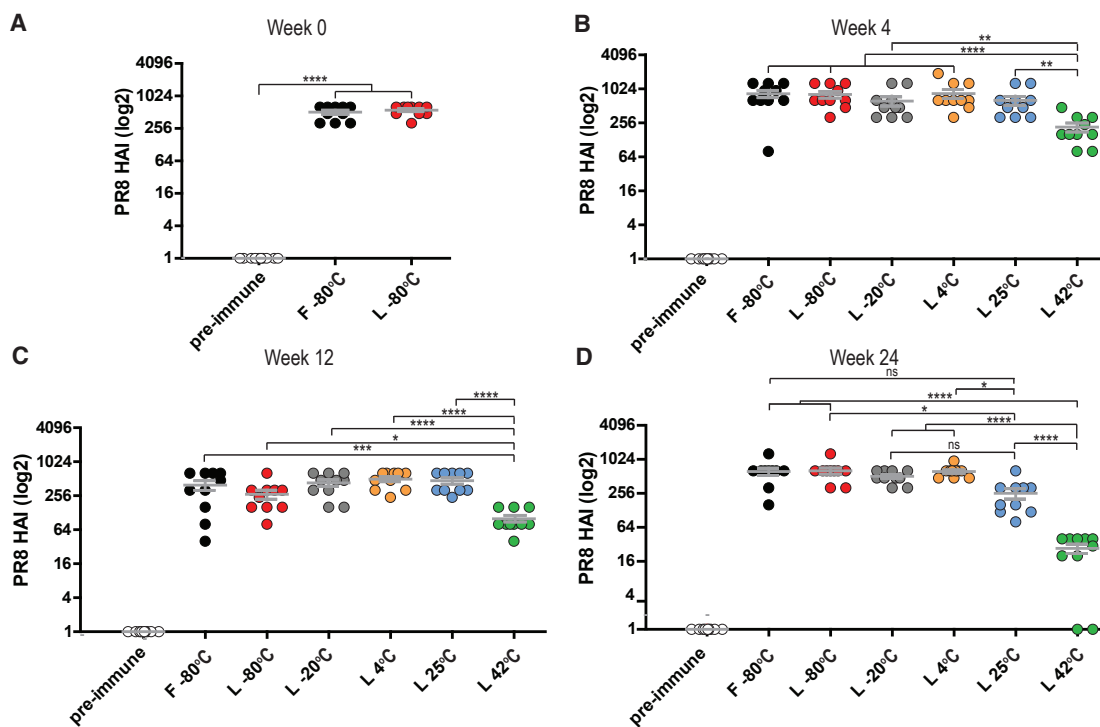 A
Week 0
4096
1024
256
64
16
4
1
PR8 HAI (log2)
****
pre-immune
F -80°C
L -80°C
B
Week 4
4096
1024
256
64
16
4
1
PR8 HAI (log2)
**
****
**
pre-immune
F -80°C
L -80°C
L -20°C
L 4°C
L 25°C
L 42°C
C
Week 12
4096
1024
256
64
16
4
1
PR8 HAI (log2)
****
****
****
*
***
pre-immune
F -80°C
L -80°C
L -20°C
L 4°C
L 25°C
L 42°C
D
Week 24
4096
1024
256
64
16
4
1
PR8 HAI (log2)
ns
*
****
*
****
ns
****
pre-immune
F -80°C
L -80°C
L -20°C
L 4°C
L 25°C
L 42°C